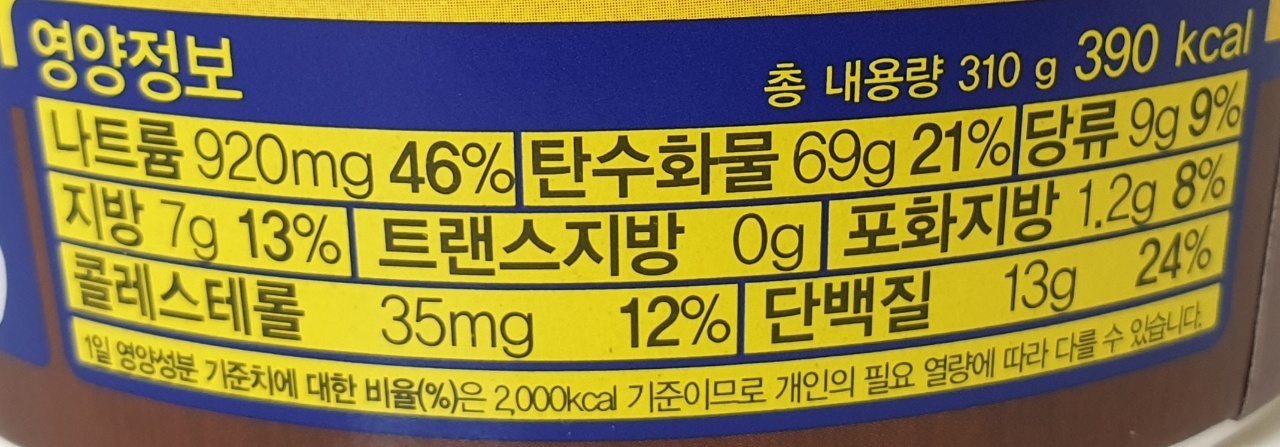 영양정보
총 내용량 310 g 390 kcal
나트륨 920mg 46% 탄수화물 69g 21% 당류 9g 9%
지방 7g 13% 트랜스지방 0g 포화지방 1.2g 8%
콜레스테롤 35mg 12% 단백질 13g 24%
1일 영양성분 기준치에 대한 비율(%)은 2,000kcal 기준이므로 개인의 필요 열량에 따라 다를 수 있습니다.